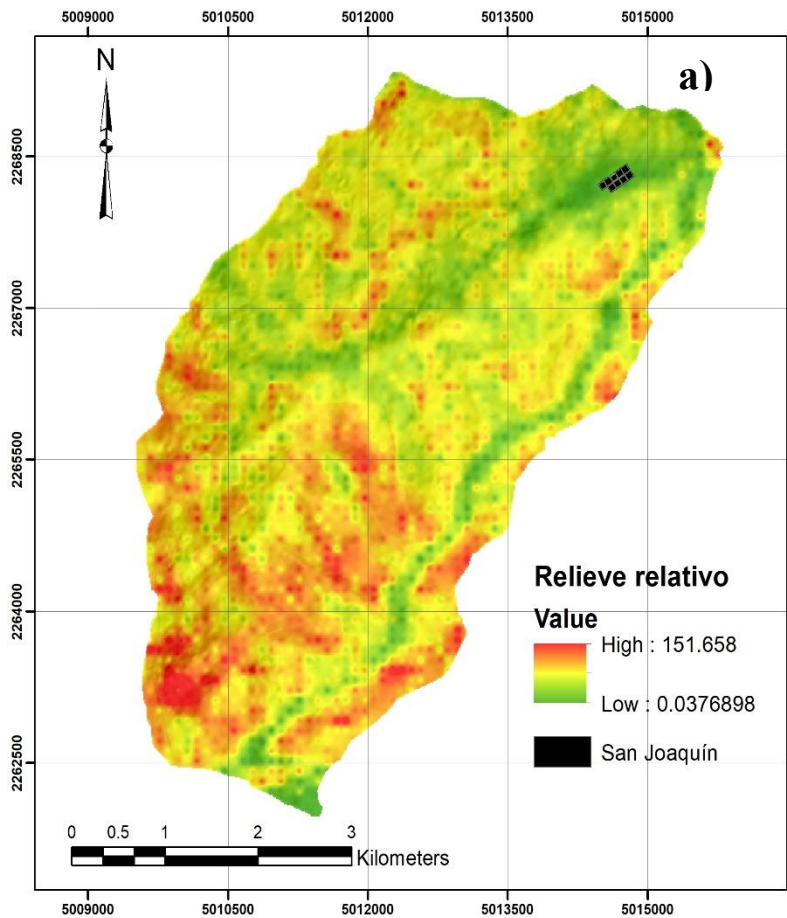 5009000 5010500 5012000 5013500 5015000
N
a)
2268500
2267000
2265500
2264000
2262500
Relieve relativo
Value
High : 151.658
Low : 0.0376898
San Joaquín
0 0.5 1 2 3
Kilometers
5009000 5010500 5012000 5013500 5015000